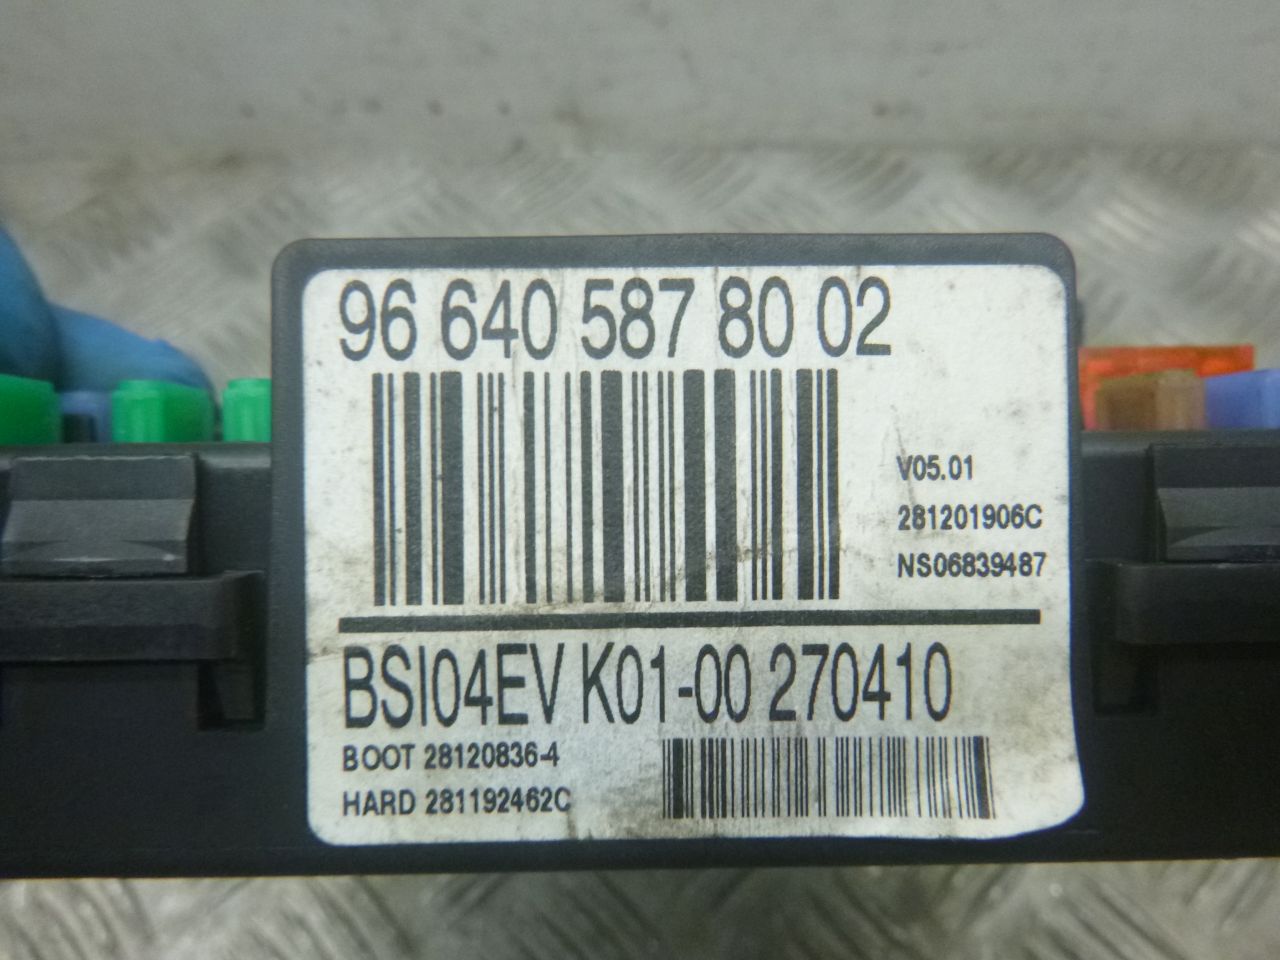 96 640 587 80 02
V05.01
281201906C
NS06839487
BSI04EV K01-00 270410
BOOT 28120836-4
HARD 281192462C